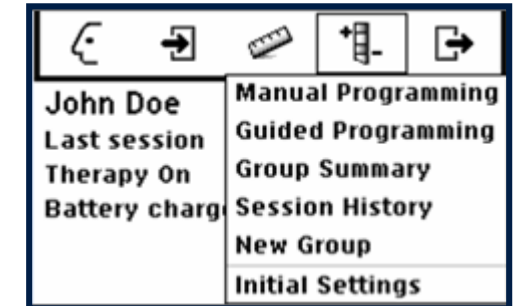 John Doe
Last session
Therapy On
Battery charg
Manual Programming
Guided Programming
Group Summary
Session History
New Group
Initial Settings